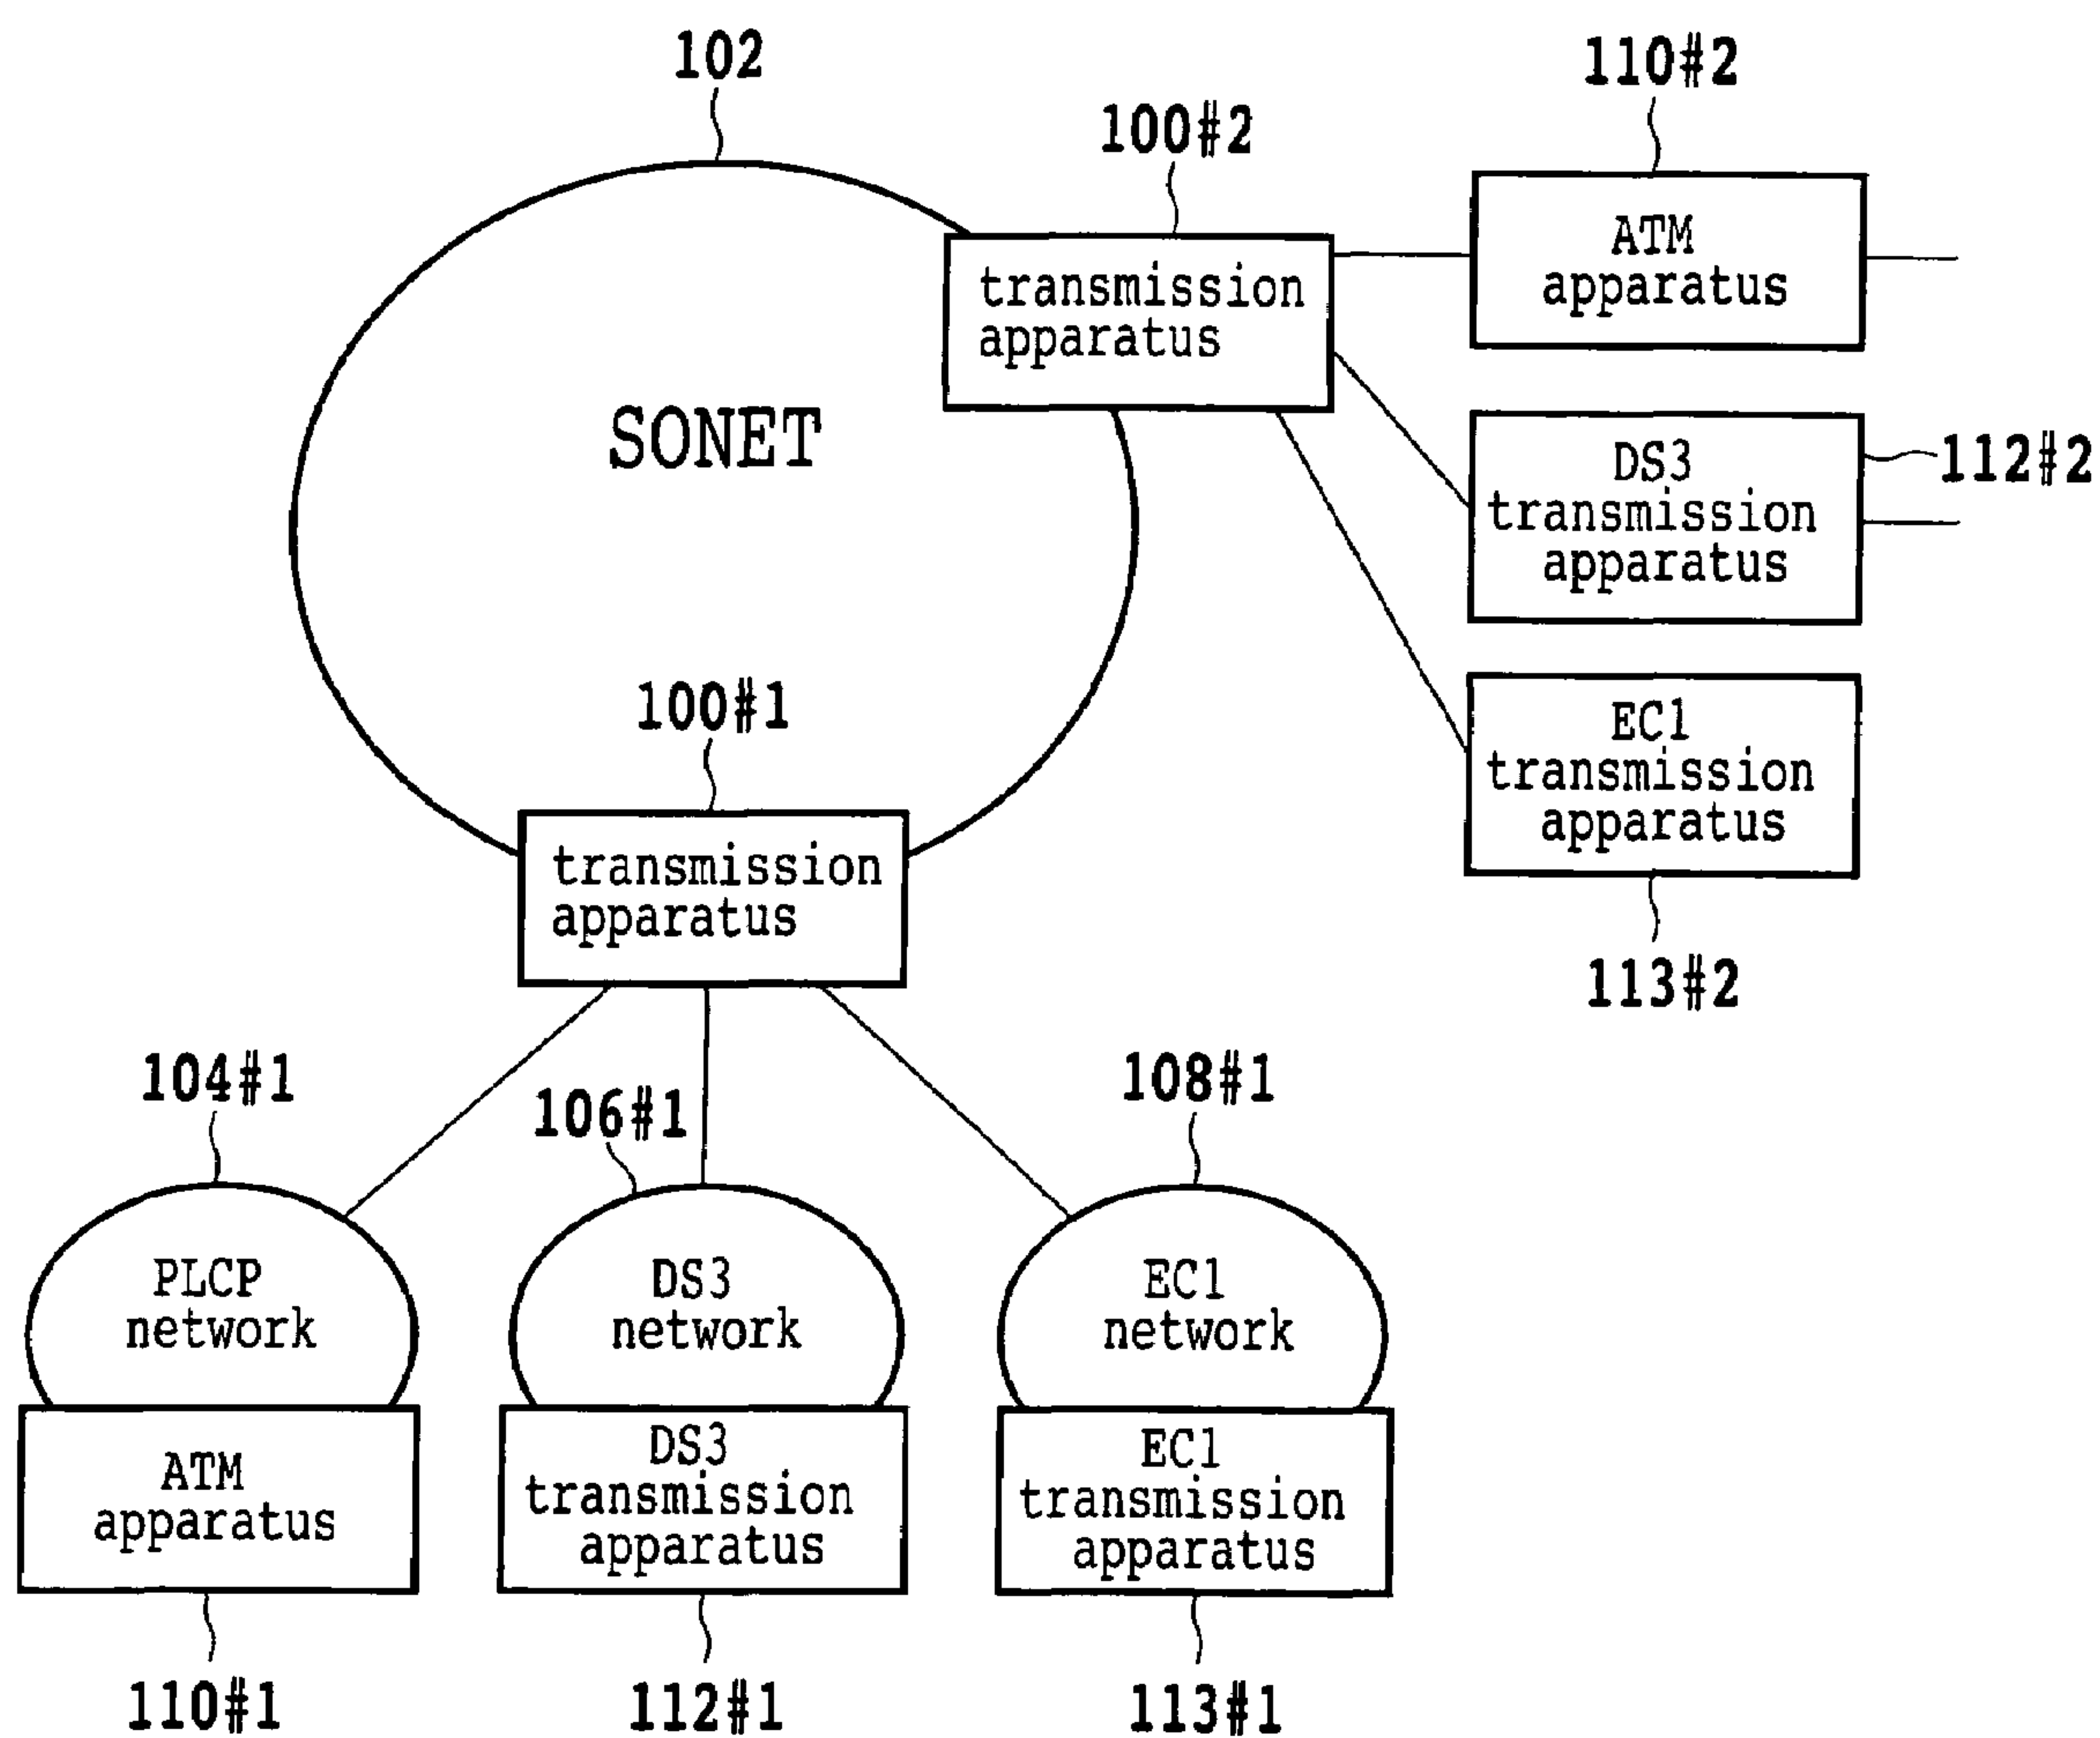 102
100#2
110#2
ATM
apparatus
transmission
apparatus
SONET
DS3
transmission
apparatus
112#2
EC1
transmission
apparatus
113#2
100#1
transmission
apparatus
104#1
106#1
108#1
PLCP
network
DS3
network
EC1
network
ATM
apparatus
DS3
transmission
apparatus
EC1
transmission
apparatus
110#1
112#1
113#1